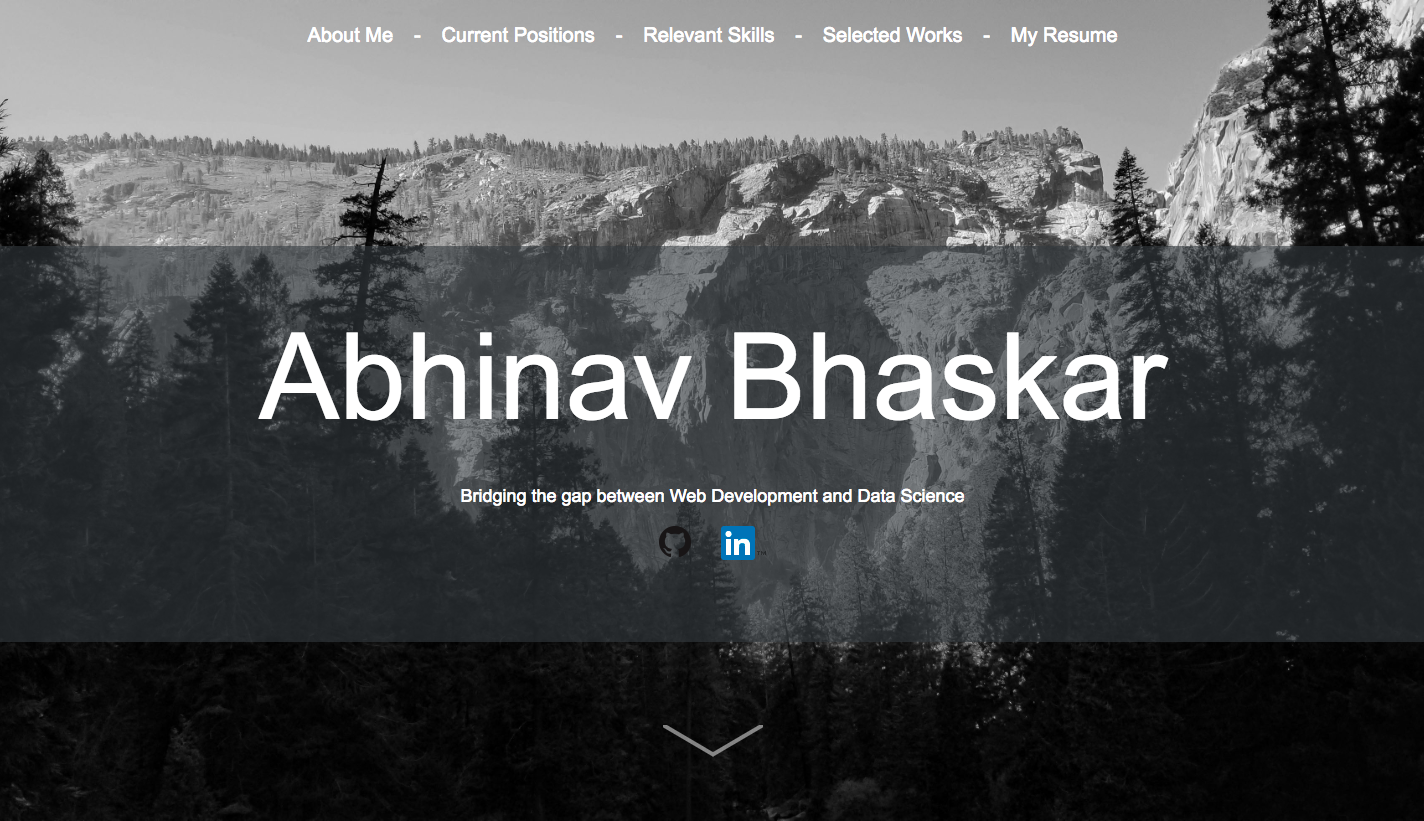 About Me - Current Positions - Relevant Skills - Selected Works - My Resume
Abhinav Bhaskar
Bridging the gap between Web Development and Data Science
in TM